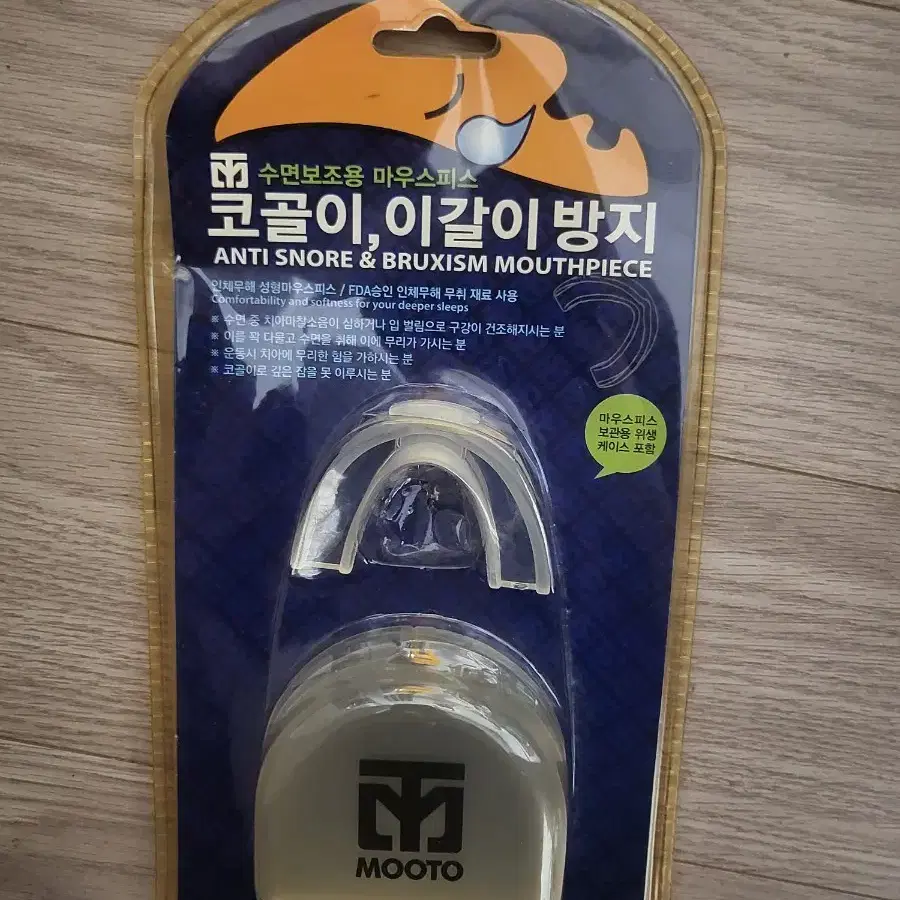 수면보조용 마우스피스
코골이, 이갈이 방지
ANTI SNORE & BRUXISM MOUTHPIECE
인체무해 성형마우스피스 / FDA승인 인체무해 무취 재료 사용
Comfortability and softness for your deeper sleeps
※ 수면 중 치아마찰소음이 심하거나 입 벌림으로 구강이 건조해지시는 분
※ 이를 꽉 다물고 수면을 취해 이에 무리가 가시는 분
※ 운동시 치아에 무리한 힘을 가하시는 분
※ 코골이로 깊은 잠을 못 이루시는 분
마우스피스
보관용 위생
케이스 포함
MOOTO